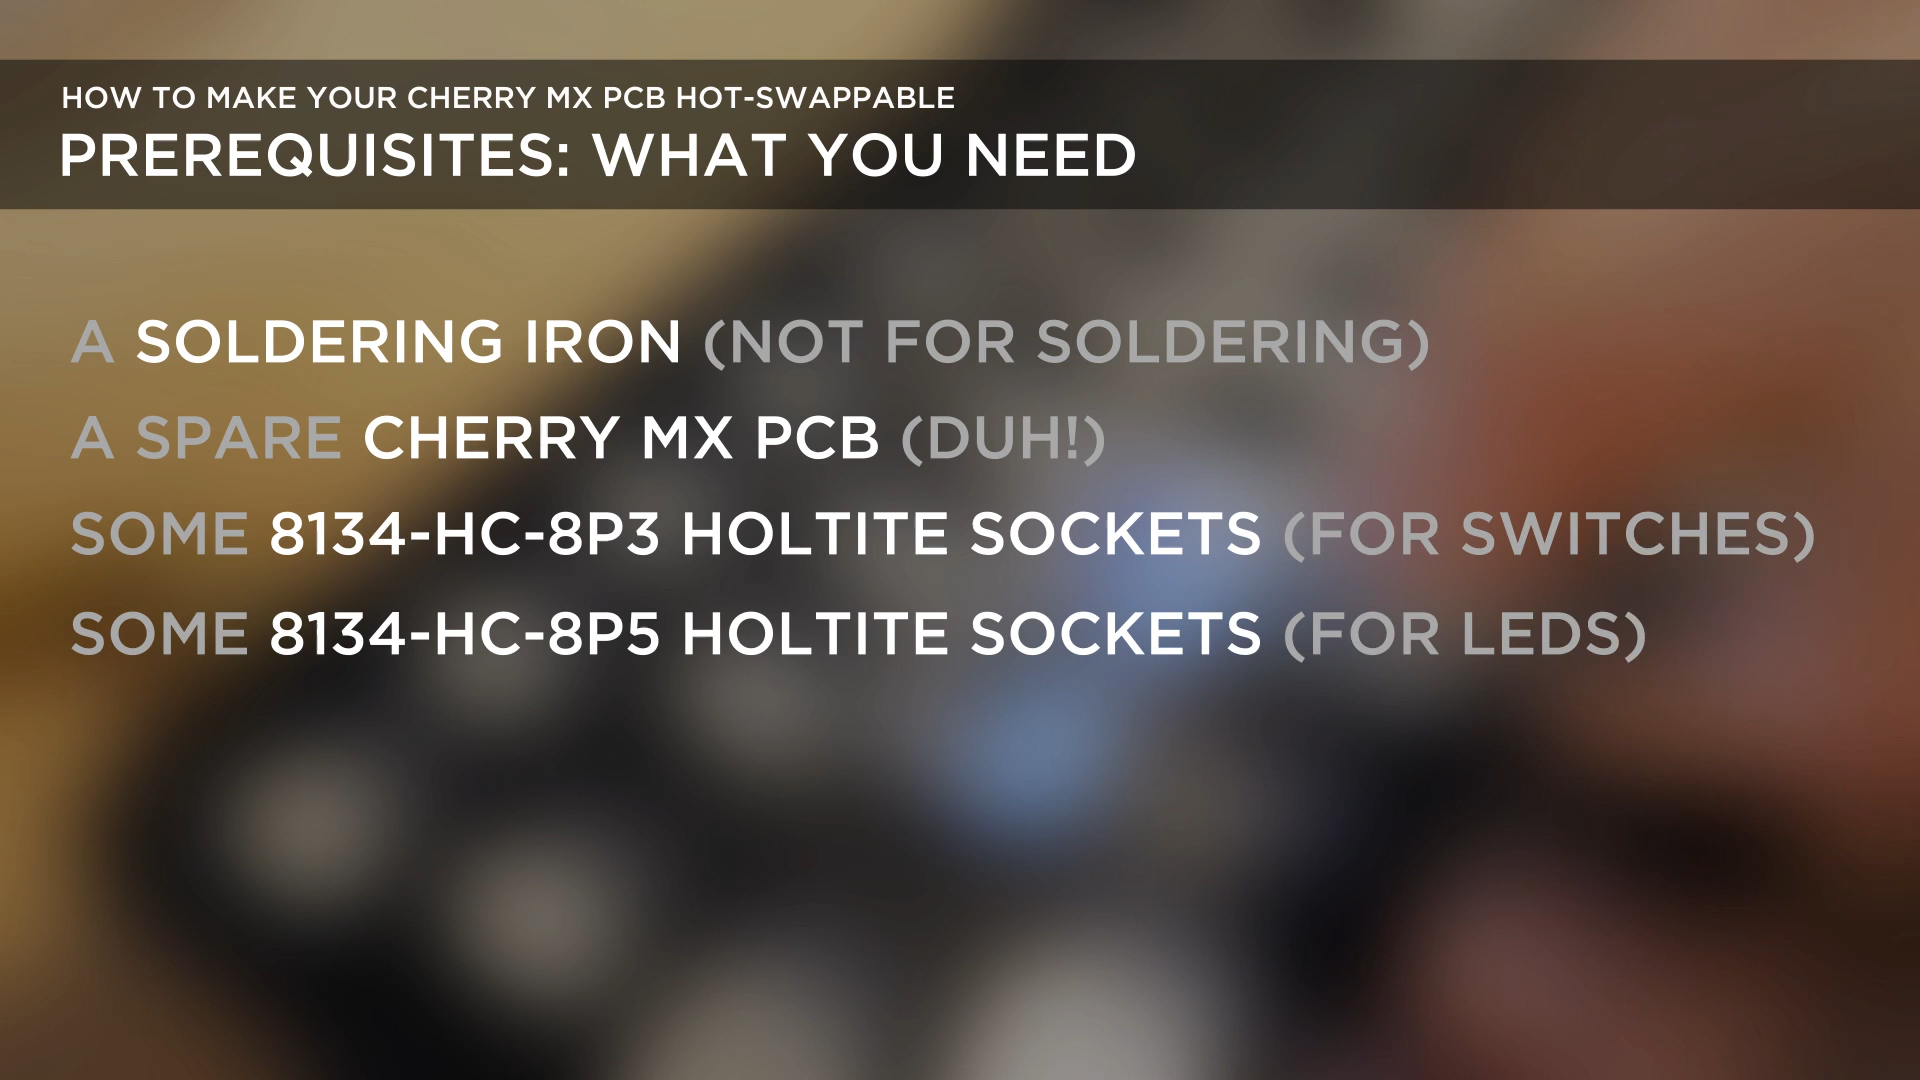 HOW TO MAKE YOUR CHERRY MX PCB HOT-SWAPPABLE
PREREQUISITES: WHAT YOU NEED
A SOLDERING IRON (NOT FOR SOLDERING)
A SPARE CHERRY MX PCB (DUH!)
SOME 8134-HC-8P3 HOLTITE SOCKETS (FOR SWITCHES)
SOME 8134-HC-8P5 HOLTITE SOCKETS (FOR LEDS)